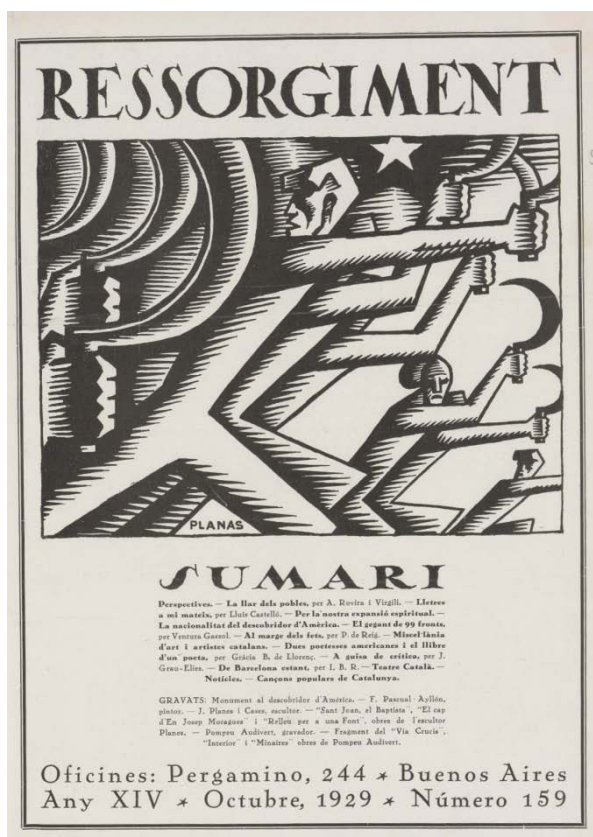 RESSORGIMENT
PLANAS
SUMARI
Perspectives. — La llar dels pobles, per A. Rovira i Virgili. — Lletres
a mi mateix, per Lluís Castelló. — Per la nostra expansió espiritual. —
La nacionalitat del descobridor d'Amèrica. — El gegant de 99 fronts,
per Ventura Gassol. — Al marge dels fets, per P. de Reig. — Miscel·lània
d'art i artistes catalans. — Dues poetesses americanes i el llibre
d'un poeta, per Gràcia B. de Llorenç. — A guisa de crítica, per J.
Grau-Elies. — De Barcelona estant, per I. B. R. — Teatre Català. —
Notícies. — Cançons populars de Catalunya.
GRAVATS: Monument al descobridor d'Amèrica. — F. Pascual Ayllón,
pintor. — J. Planes i Cases, escultor. — "Sant Joan, el Baptista", "El cap
d'En Josep Moragues" i "Relleu per a una Font", obres de l'escultor
Planes. — Pompeu Audivert, gravador. — Fragment del "Via Crucis",
"Interior" i "Minaires" obres de Pompeu Audivert.
Oficines: Pergamino, 244 * Buenos Aires
Any XIV * Octubre, 1929 * Número 159